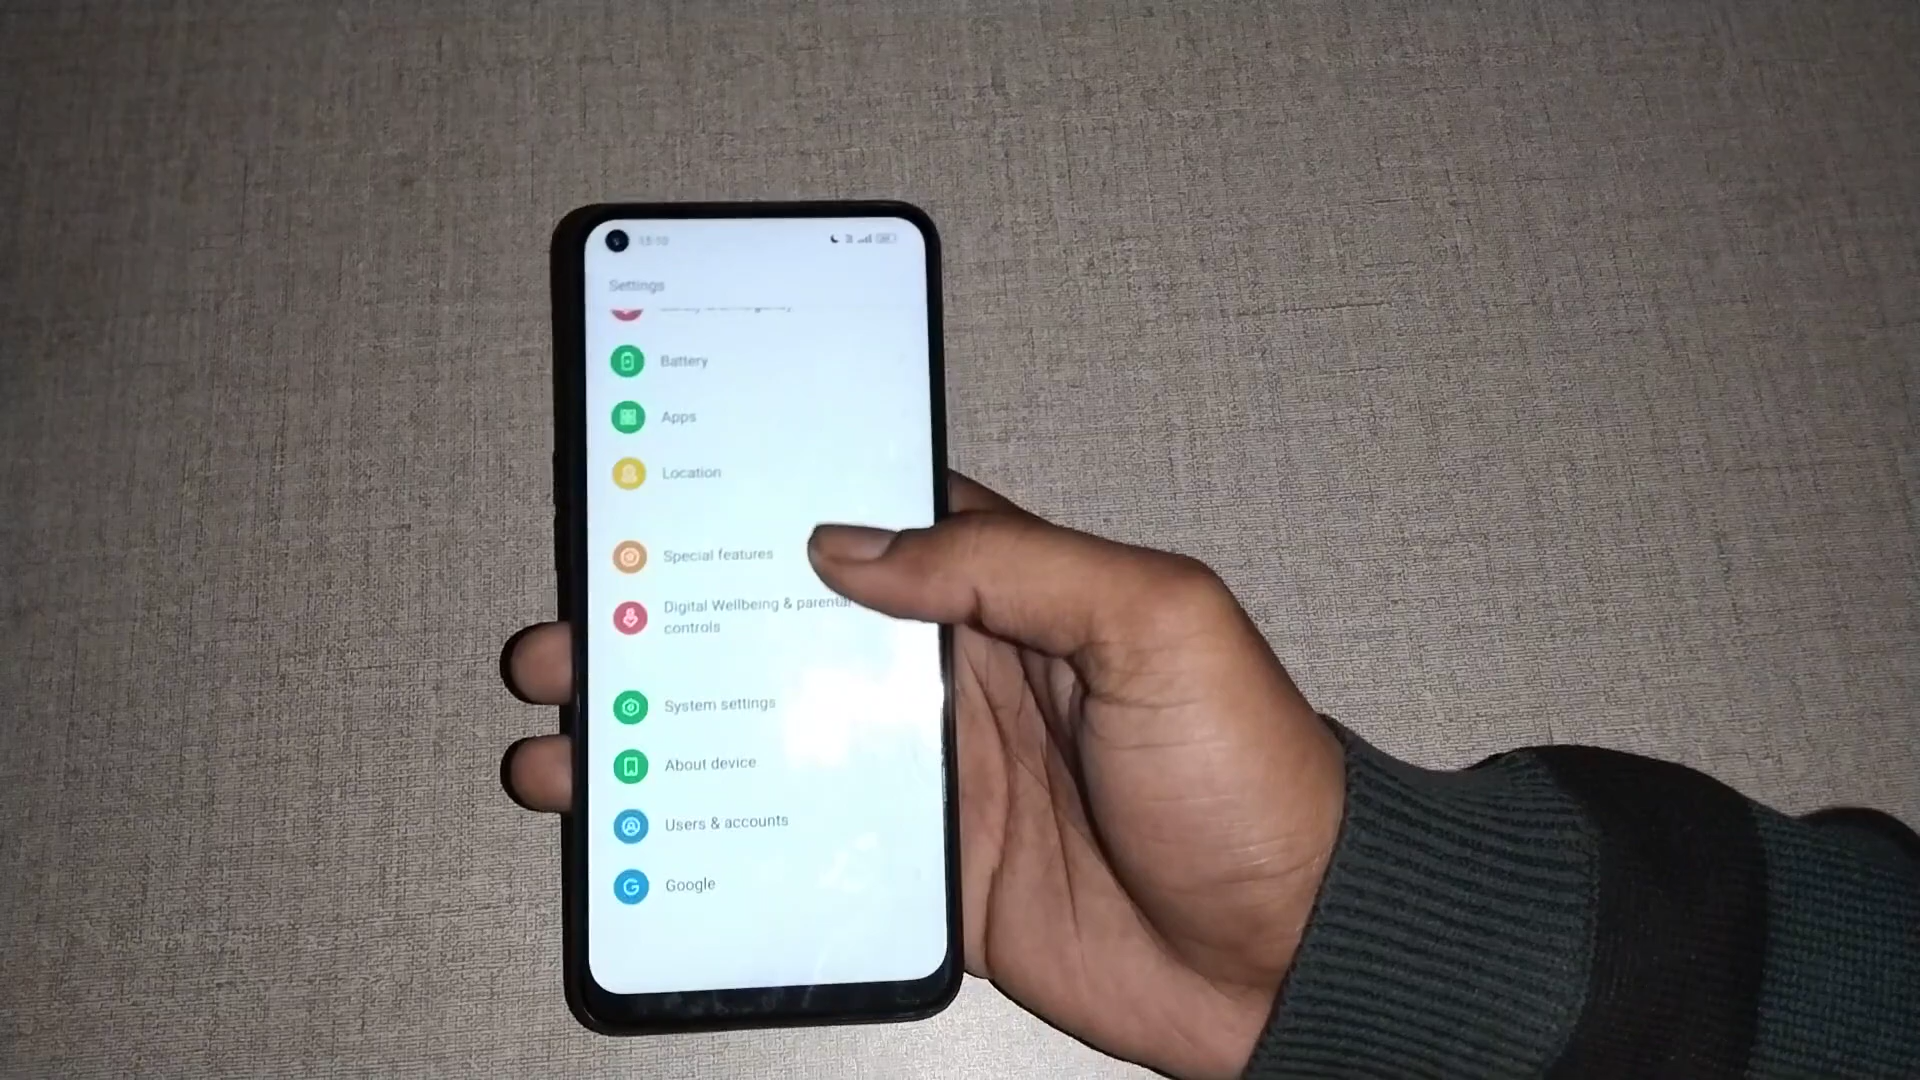 Settings
Battery
Apps
Location
Special features
Digital Wellbeing & parental
controls
System settings
About device
Users & accounts
Google